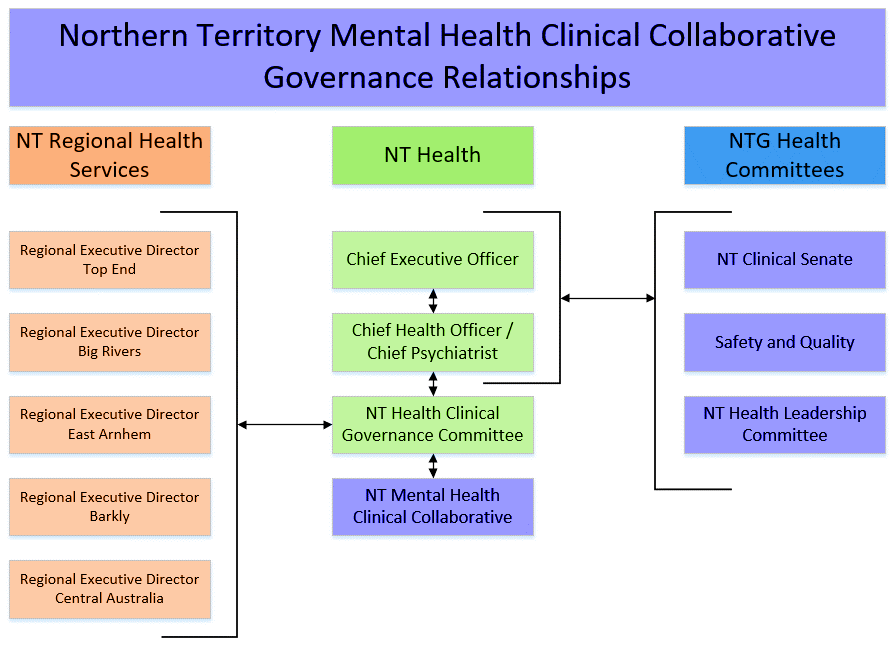 Northern Territory Mental Health Clinical Collaborative
Governance Relationships
NT Regional Health
Services
NT Health
NTG Health
Committees
Regional Executive Director
Top End
Regional Executive Director
Big Rivers
Regional Executive Director
East Arnhem
Regional Executive Director
Barkly
Regional Executive Director
Central Australia
Chief Executive Officer
Chief Health Officer /
Chief Psychiatrist
NT Health Clinical
Governance Committee
NT Mental Health
Clinical Collaborative
NT Clinical Senate
Safety and Quality
NT Health Leadership
Committee